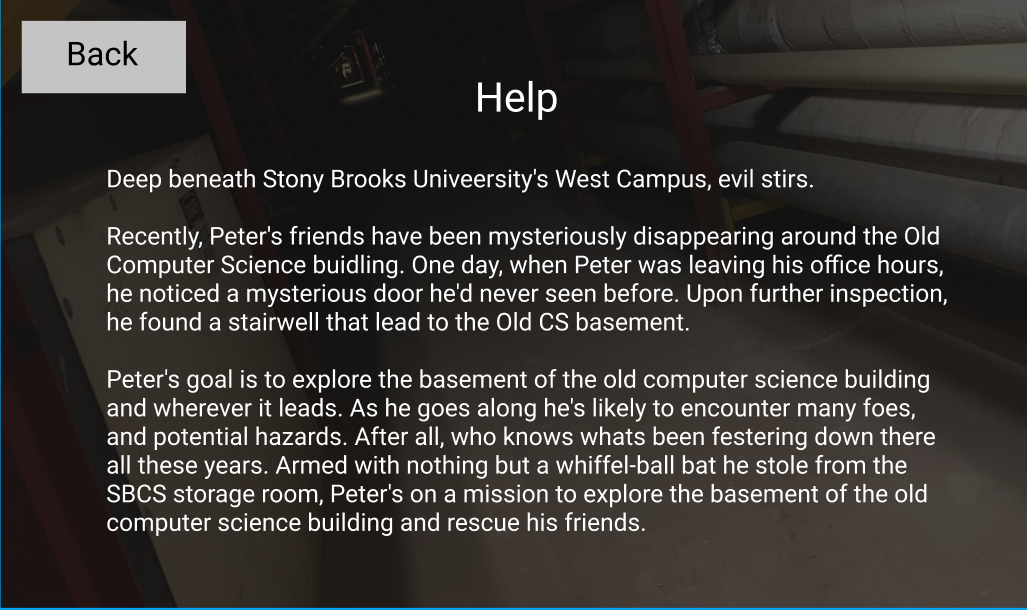 Back
Help
Deep beneath Stony Brooks Univeersity's West Campus, evil stirs.
Recently, Peter's friends have been mysteriously disappearing around the Old
Computer Science buidling. One day, when Peter was leaving his office hours,
he noticed a mysterious door he'd never seen before. Upon further inspection,
he found a stairwell that lead to the Old CS basement.
Peter's goal is to explore the basement of the old computer science building
and wherever it leads. As he goes along he's likely to encounter many foes,
and potential hazards. After all, who knows whats been festering down there
all these years. Armed with nothing but a whiffel-ball bat he stole from the
SBCS storage room, Peter's on a mission to explore the basement of the old
computer science building and rescue his friends.